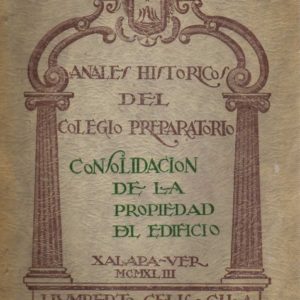 ANALES HISTORICOS
DEL
COLEGIO PREPARATORIO
CONSOLIDACION
DE LA
PROPIEDAD
DEL EDIFICIO
XALAPA-VER
MCMXLIII
HUMBERTO CELIS